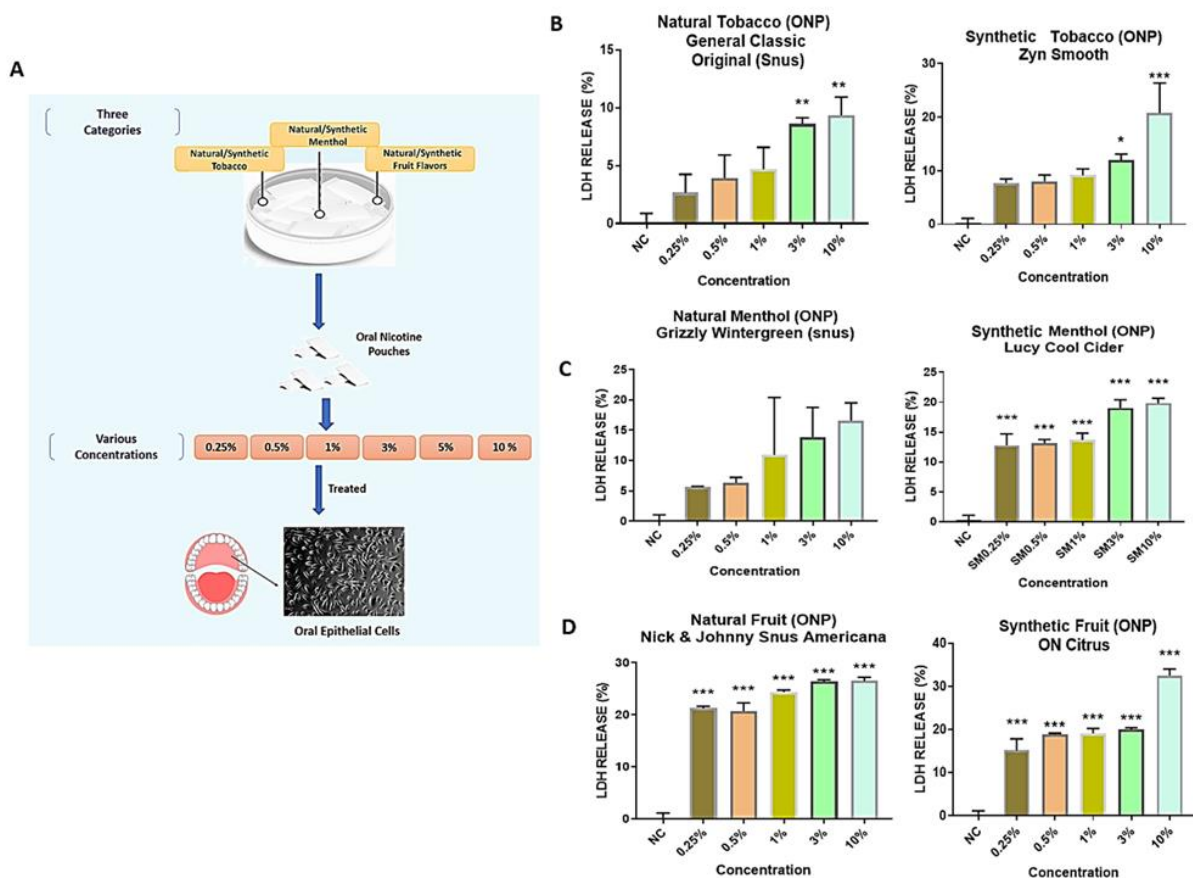 A
Three
Categories
Natural/Synthetic
Menthol
Natural/Synthetic
Tobacco
Natural/Synthetic
Fruit Flavors
Oral Nicotine
Pouches
Various
Concentrations
0.25% 0.5% 1% 3% 5% 10 %
Treated
Oral Epithelial Cells
B
Natural Tobacco (ONP)
General Classic
Original (Snus)
LDH RELEASE (%)
15
10
5
0
** **
NC 0.25% 0.5% 1% 3% 10%
Concentration
Synthetic Tobacco (ONP)
Zyn Smooth
LDH RELEASE (%)
30
20
10
0
* ***
NC 0.25% 0.5% 1% 3% 10%
Concentration
C
Natural Menthol (ONP)
Grizzly Wintergreen (snus)
LDH RELEASE (%)
25
20
15
10
5
0
NC 0.25% 0.5% 1% 3% 10%
Concentration
Synthetic Menthol (ONP)
Lucy Cool Cider
LDH RELEASE (%)
25
20
15
10
5
0
*** *** *** *** ***
NC SM0.25% SM0.5% SM1% SM3% SM10%
Concentration
D
Natural Fruit (ONP)
Nick & Johnny Snus Americana
LDH RELEASE (%)
30
20
10
0
*** *** *** *** ***
NC 0.25% 0.5% 1% 3% 10%
Concentration
Synthetic Fruit (ONP)
ON Citrus
LDH RELEASE (%)
40
30
20
10
0
*** *** *** *** ***
NC 0.25% 0.5% 1% 3% 10%
Concentration